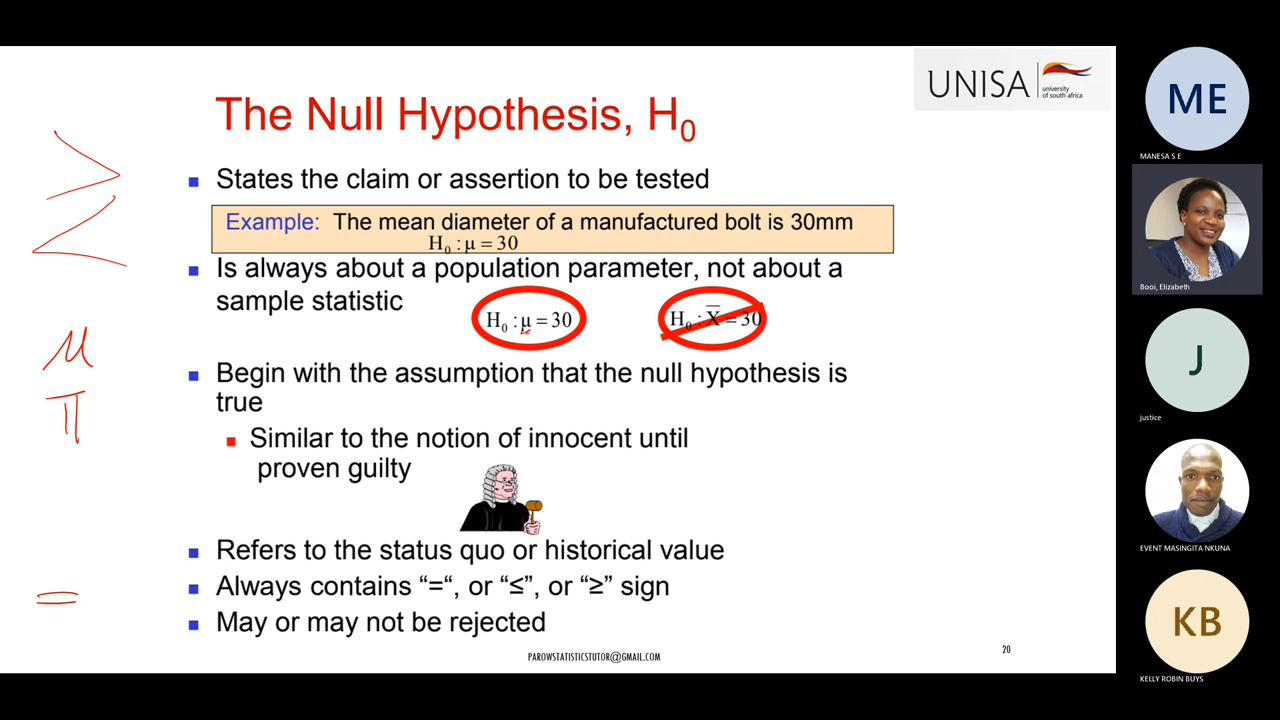 UNISA
university
of south africa
The Null Hypothesis, H₀
States the claim or assertion to be tested
Example: The mean diameter of a manufactured bolt is 30mm
H₀ : μ = 30
Is always about a population parameter, not about a
sample statistic
H₀ : μ = 30
H₀ : X̅ = 30
Begin with the assumption that the null hypothesis is
true
Similar to the notion of innocent until
proven guilty
Refers to the status quo or historical value
Always contains “=“, or “≤”, or “≥” sign
May or may not be rejected
PAROWSTATISTICSTUTOR@GMAIL.COM
20
μ
π
=
ME
MANESA S E
Booi, Elizabeth
J
justice
EVENT MASINGITA NKUNA
KB
KELLY ROBIN BUYS